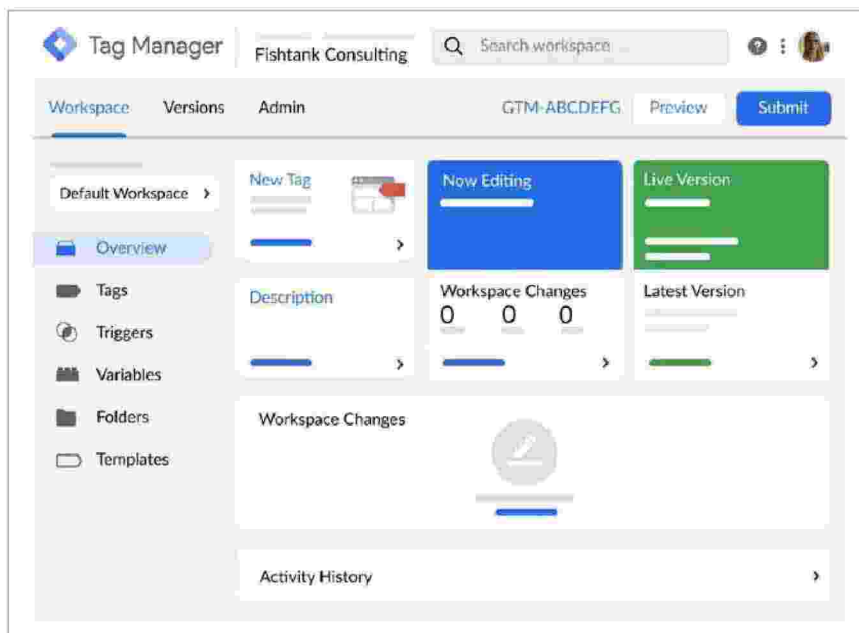 Tag Manager
Fishtank Consulting
Search workspace
Workspace Versions Admin
GTM-ABCDEFG Preview Submit
Default Workspace
Overview
Tags
Triggers
Variables
Folders
Templates
New Tag
Now Editing
Live Version
Description
Workspace Changes
0 0 0
Latest Version
Workspace Changes
Activity History